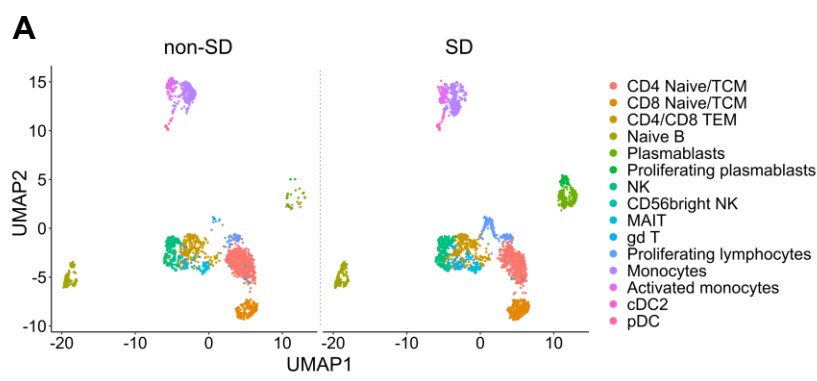 A
non-SD SD
UMAP2
15
10
5
0
-5
-10
-20 -10 0 10 -20 -10 0 10
UMAP1
CD4 Naive/TCM
CD8 Naive/TCM
CD4/CD8 TEM
Naive B
Plasmablasts
Proliferating plasmablasts
NK
CD56bright NK
MAIT
gd T
Proliferating lymphocytes
Monocytes
Activated monocytes
cDC2
pDC